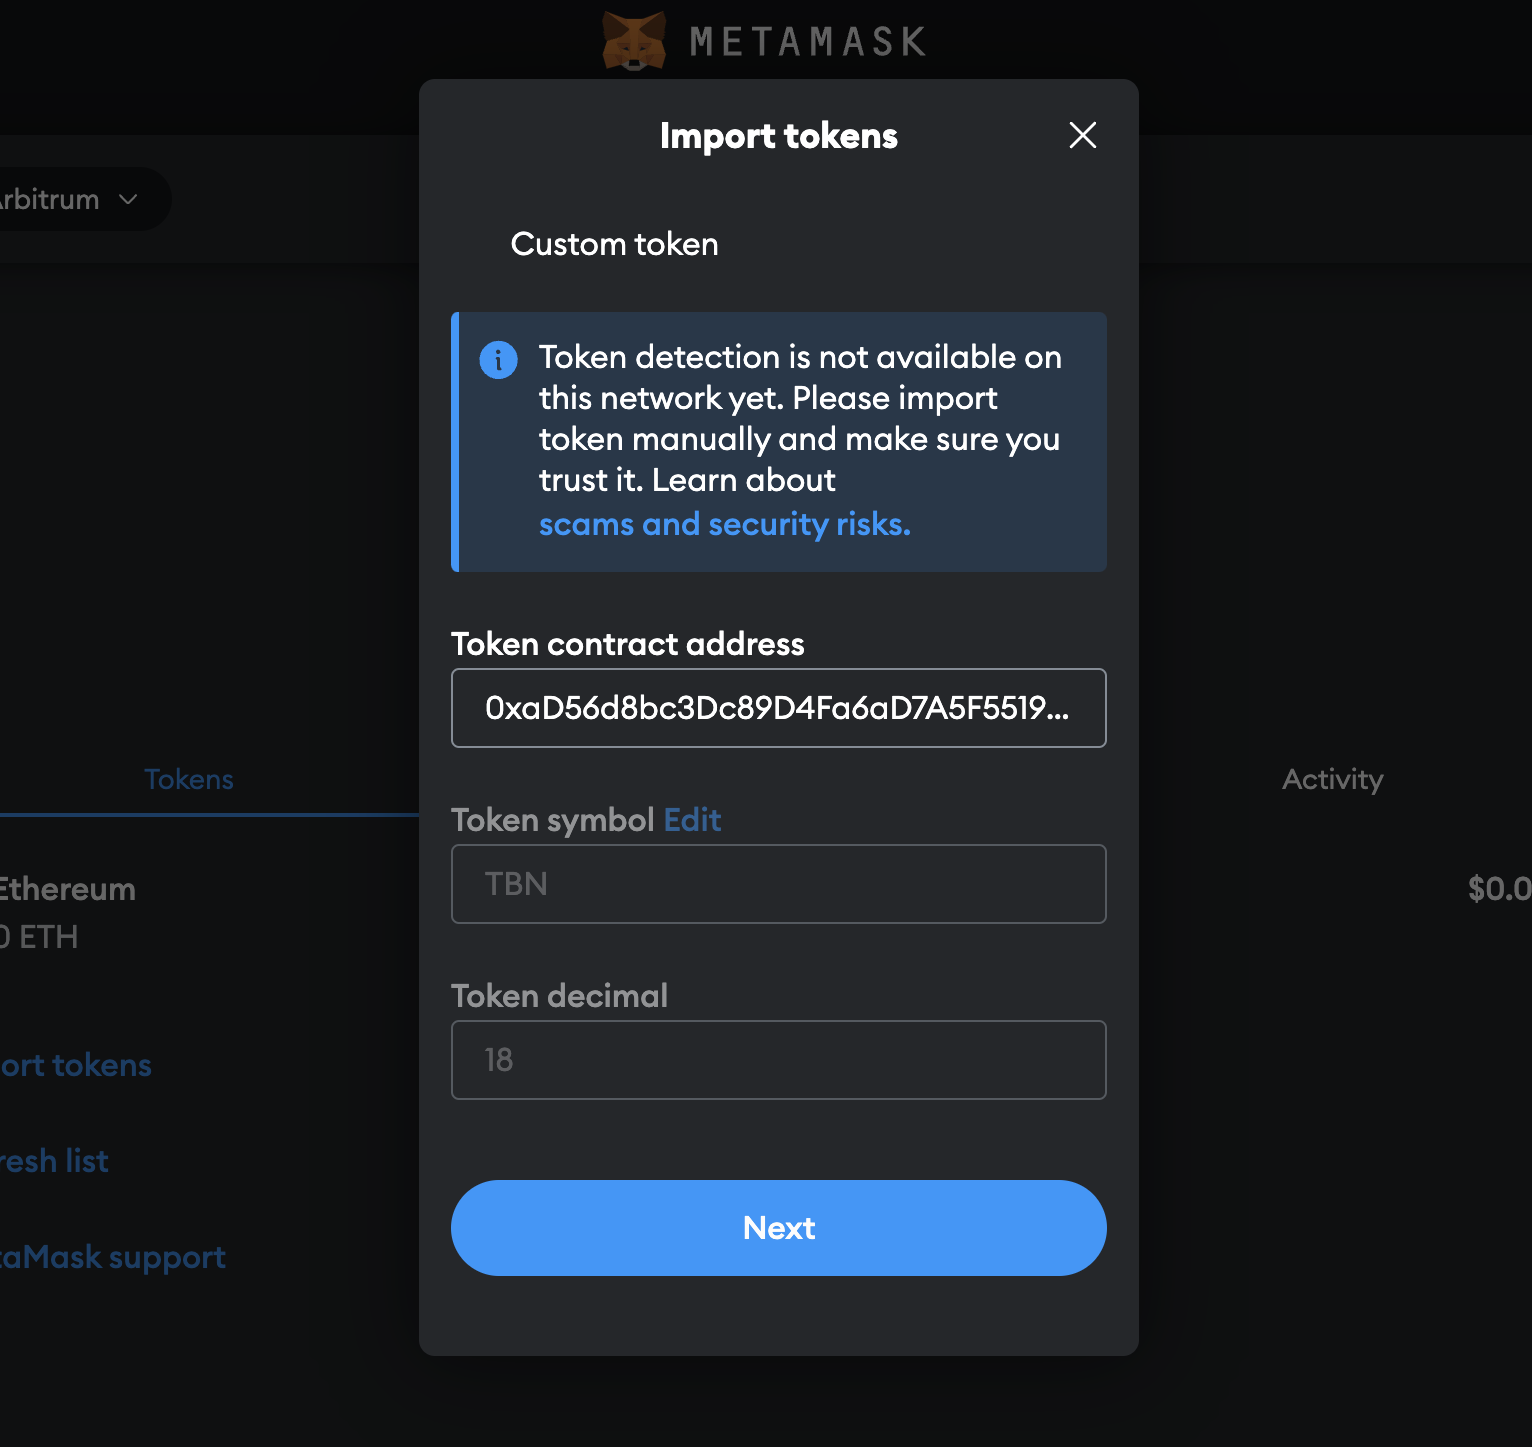 METAMASK
Import tokens
Arbitrum
Custom token
Token detection is not available on
this network yet. Please import
token manually and make sure you
trust it. Learn about
scams and security risks.
Token contract address
0xaD56d8bc3Dc89D4Fa6aD7A5F5519...
Tokens
Activity
Token symbol Edit
TBN
Ethereum
$0.0
0 ETH
Token decimal
18
ort tokens
resh list
Next
taMask support